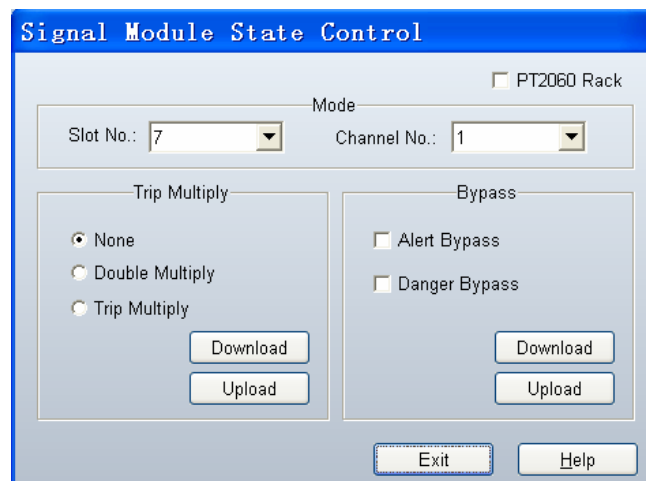 Signal Module State Control
PT2060 Rack
Mode
Slot No.: 7 Channel No.: 1
Trip Multiply
None
Double Multiply
Trip Multiply
Download
Upload
Bypass
Alert Bypass
Danger Bypass
Download
Upload
Exit Help